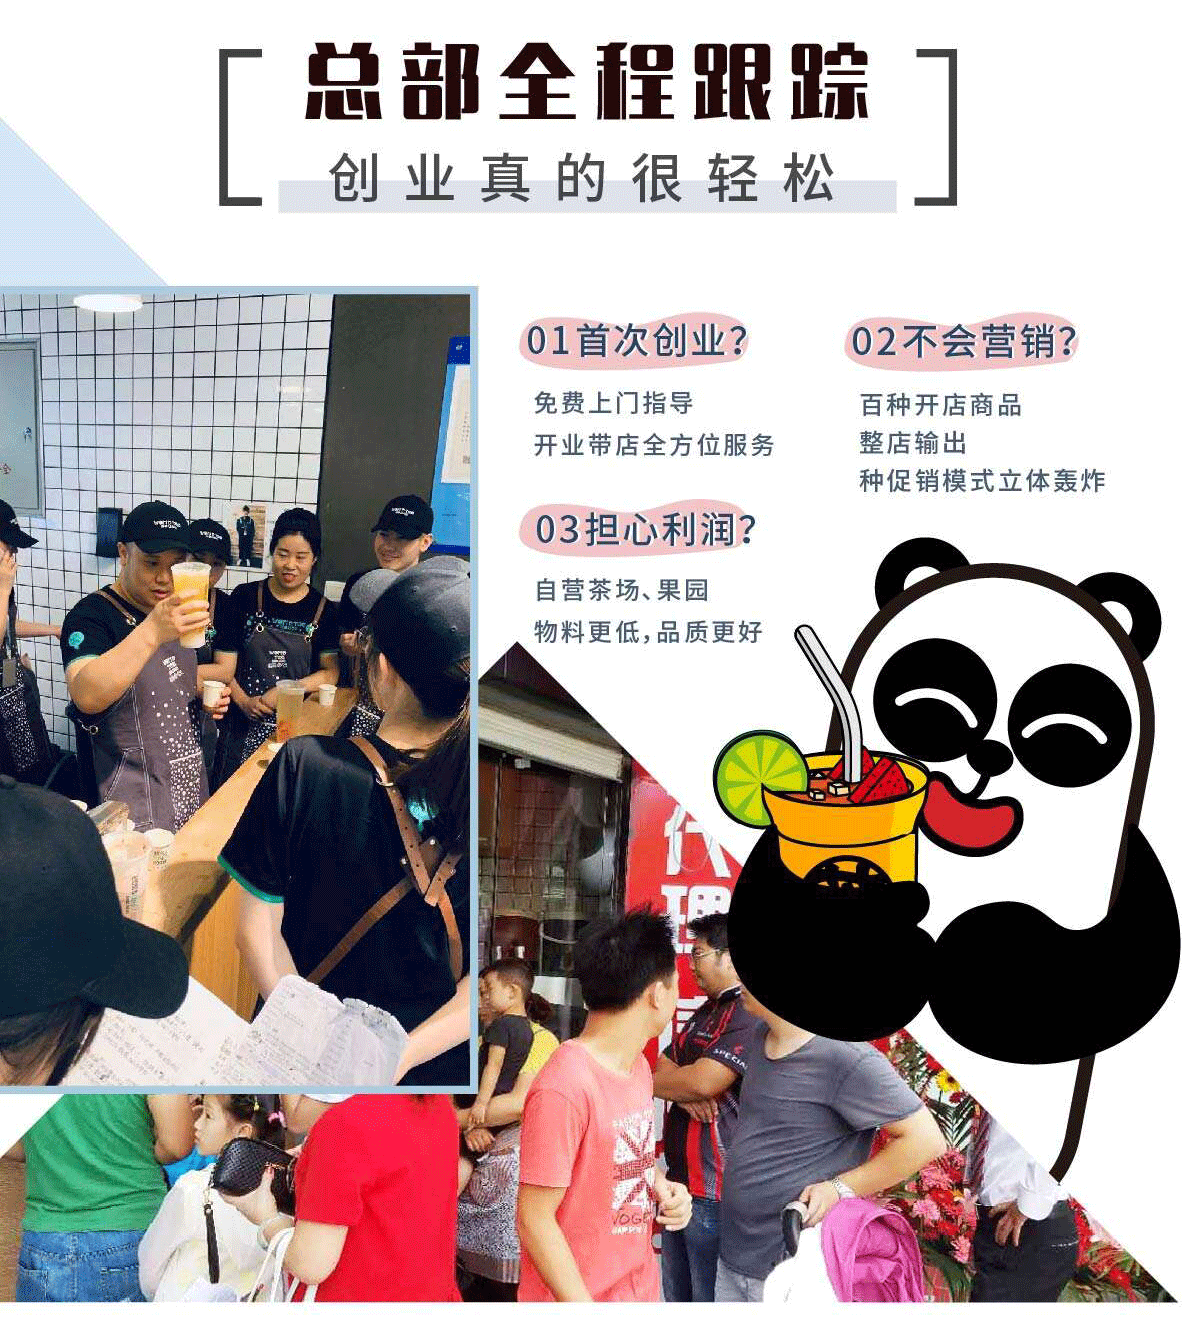 总部全程跟踪
创业真的很轻松
01首次创业?
免费上门指导
开业带店全方位服务
02不会营销?
百种开店商品
整店输出
种促销模式立体轰炸
03担心利润?
自营茶场、果园
物料更低,品质更好
代
理
SPECIAL
VOGUE